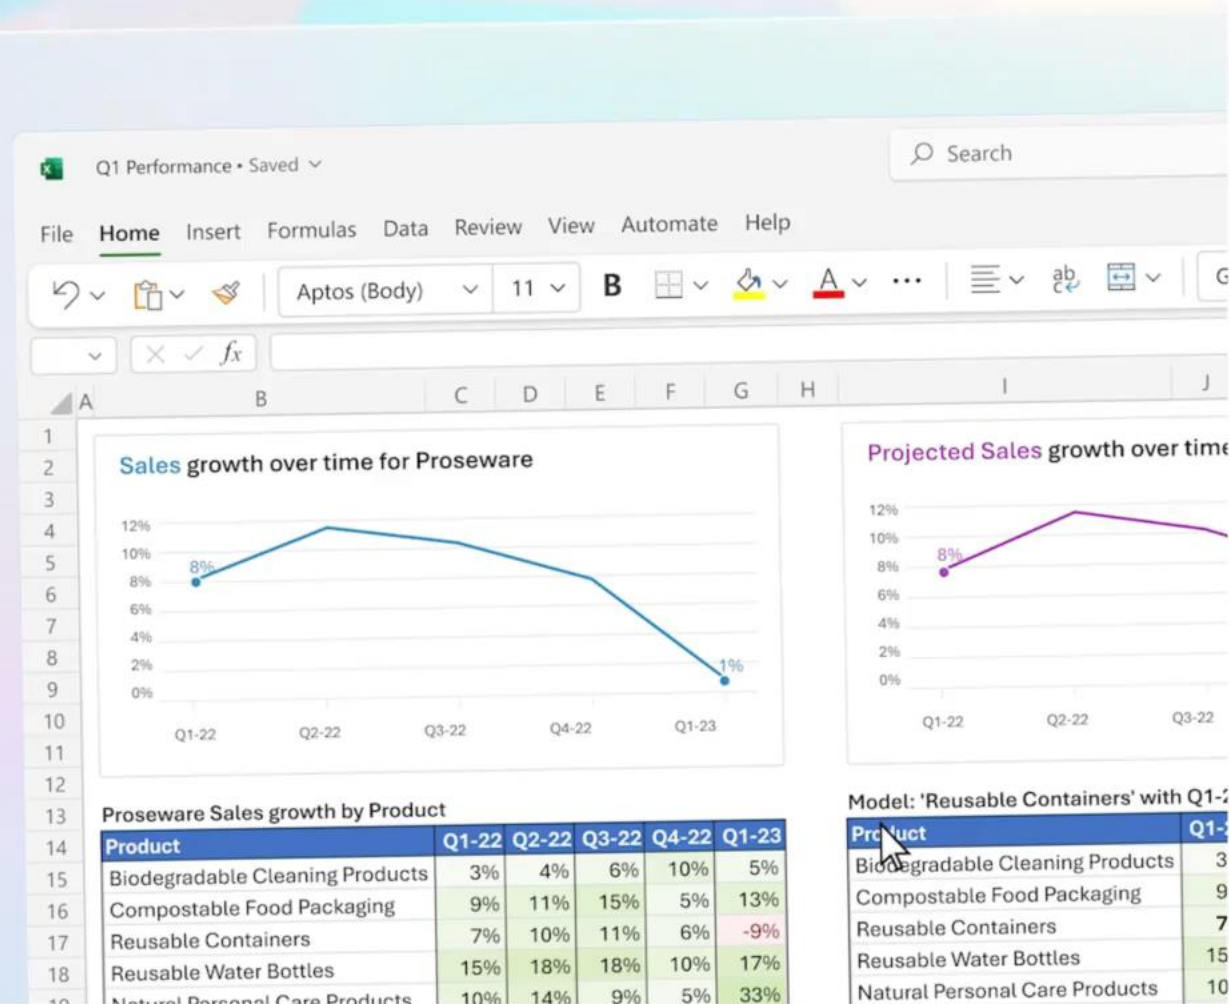 Q1 Performance • Saved
Search
File Home Insert Formulas Data Review View Automate Help
Aptos (Body) 11 B A ab
fx
A B C D E F G H I J
1
2
3
4
5
6
7
8
9
10
11
12
13
14
15
16
17
18
Sales growth over time for Proseware
12%
10%
8%
6%
4%
2%
0%
8%
1%
Q1-22 Q2-22 Q3-22 Q4-22 Q1-23
Projected Sales growth over time
12%
10%
8%
6%
4%
2%
0%
8%
Q1-22 Q2-22 Q3-22
Proseware Sales growth by Product
Product Q1-22 Q2-22 Q3-22 Q4-22 Q1-23
Biodegradable Cleaning Products 3% 4% 6% 10% 5%
Compostable Food Packaging 9% 11% 15% 5% 13%
Reusable Containers 7% 10% 11% 6% -9%
Reusable Water Bottles 15% 18% 18% 10% 17%
Natural Personal Care Products 10% 14% 9% 5% 33%
Model: 'Reusable Containers' with
Product
Biodegradable Cleaning Products 3
Compostable Food Packaging 9
Reusable Containers 7
Reusable Water Bottles 15
Natural Personal Care Products 10